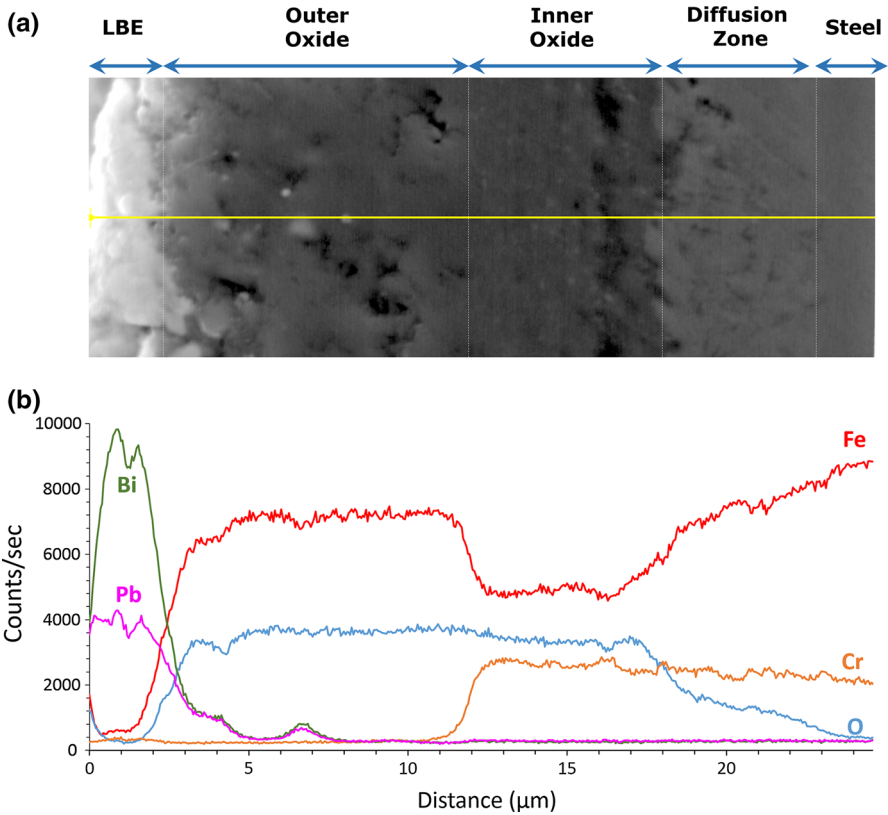 (a)
LBE
Outer
Oxide
Inner
Oxide
Diffusion
Zone
Steel
(b)
10000
8000
6000
4000
2000
0
Counts/sec
Bi
Pb
Fe
Cr
O
0
5
10
15
20
Distance (µm)